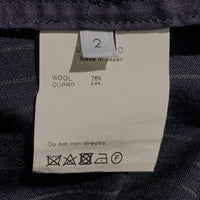 2
Made in Japan
WOOL 76%
CUPRO 24%
Do not iron directly.